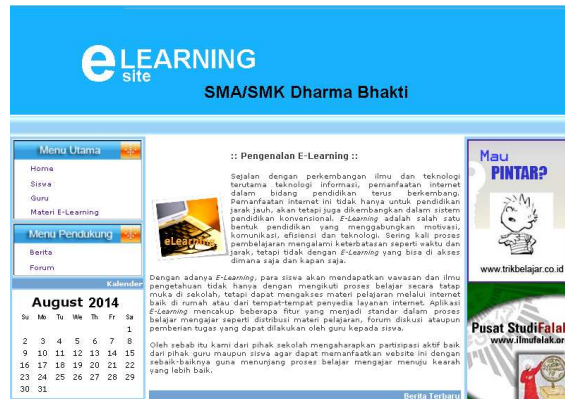 eLEARNING
site
SMA/SMK Dharma Bhakti
Menu Utama
Home
Siswa
Guru
Materi E-Learning
Menu Pendukung
Berita
Forum
Kalender
August 2014
Su Mo Tu We Th Fr Sa
1
2 3 4 5 6 7 8
9 10 11 12 13 14 15
16 17 18 19 20 21 22
23 24 25 26 27 28 29
30 31
:: Pengenalan E-Learning ::
eLearning
Sejalan dengan perkembangan ilmu dan teknologi
terutama teknologi informasi, pemanfaatan internet
dalam bidang pendidikan terus berkembang.
Pemanfaatan internet ini tidak hanya untuk pendidikan
jarak jauh, akan tetapi juga dikembangkan dalam sistem
pendidikan konvensional. E-Learning adalah salah satu
bentuk pendidikan yang menggabungkan motivasi,
komunikasi, efisiensi dan teknologi. Sering kali proses
pembelajaran mengalami keterbatasan seperti waktu dan
jarak, tetapi tidak dengan E-Learning yang bisa di akses
dimana saja dan kapan saja.
Dengan adanya E-Learning, para siswa akan mendapatkan wawasan dan ilmu
pengetahuan tidak hanya dengan mengikuti proses belajar secara tatap
muka di sekolah, tetapi dapat mengakses materi pelajaran melalui internet
baik di rumah atau dari tempat-tempat penyedia layanan internet. Aplikasi
E-Learning mencakup beberapa fitur yang menjadi standar dalam proses
belajar mengajar seperti distribusi materi pelajaran, forum diskusi ataupun
pemberian tugas yang dapat dilakukan oleh guru kepada siswa.
Oleh sebab itu kami dari pihak sekolah mengaharapkan partisipasi aktif baik
dari pihak guru maupun siswa agar dapat memanfaatkan website ini dengan
sebaik-baiknya guna menunjang proses belajar mengajar menuju kearah
yang lebih baik.
Berita Terbaru
Mau
PINTAR?
www.trikbelajar.co.id
Pusat StudiFalak
www.ilmufalak.or